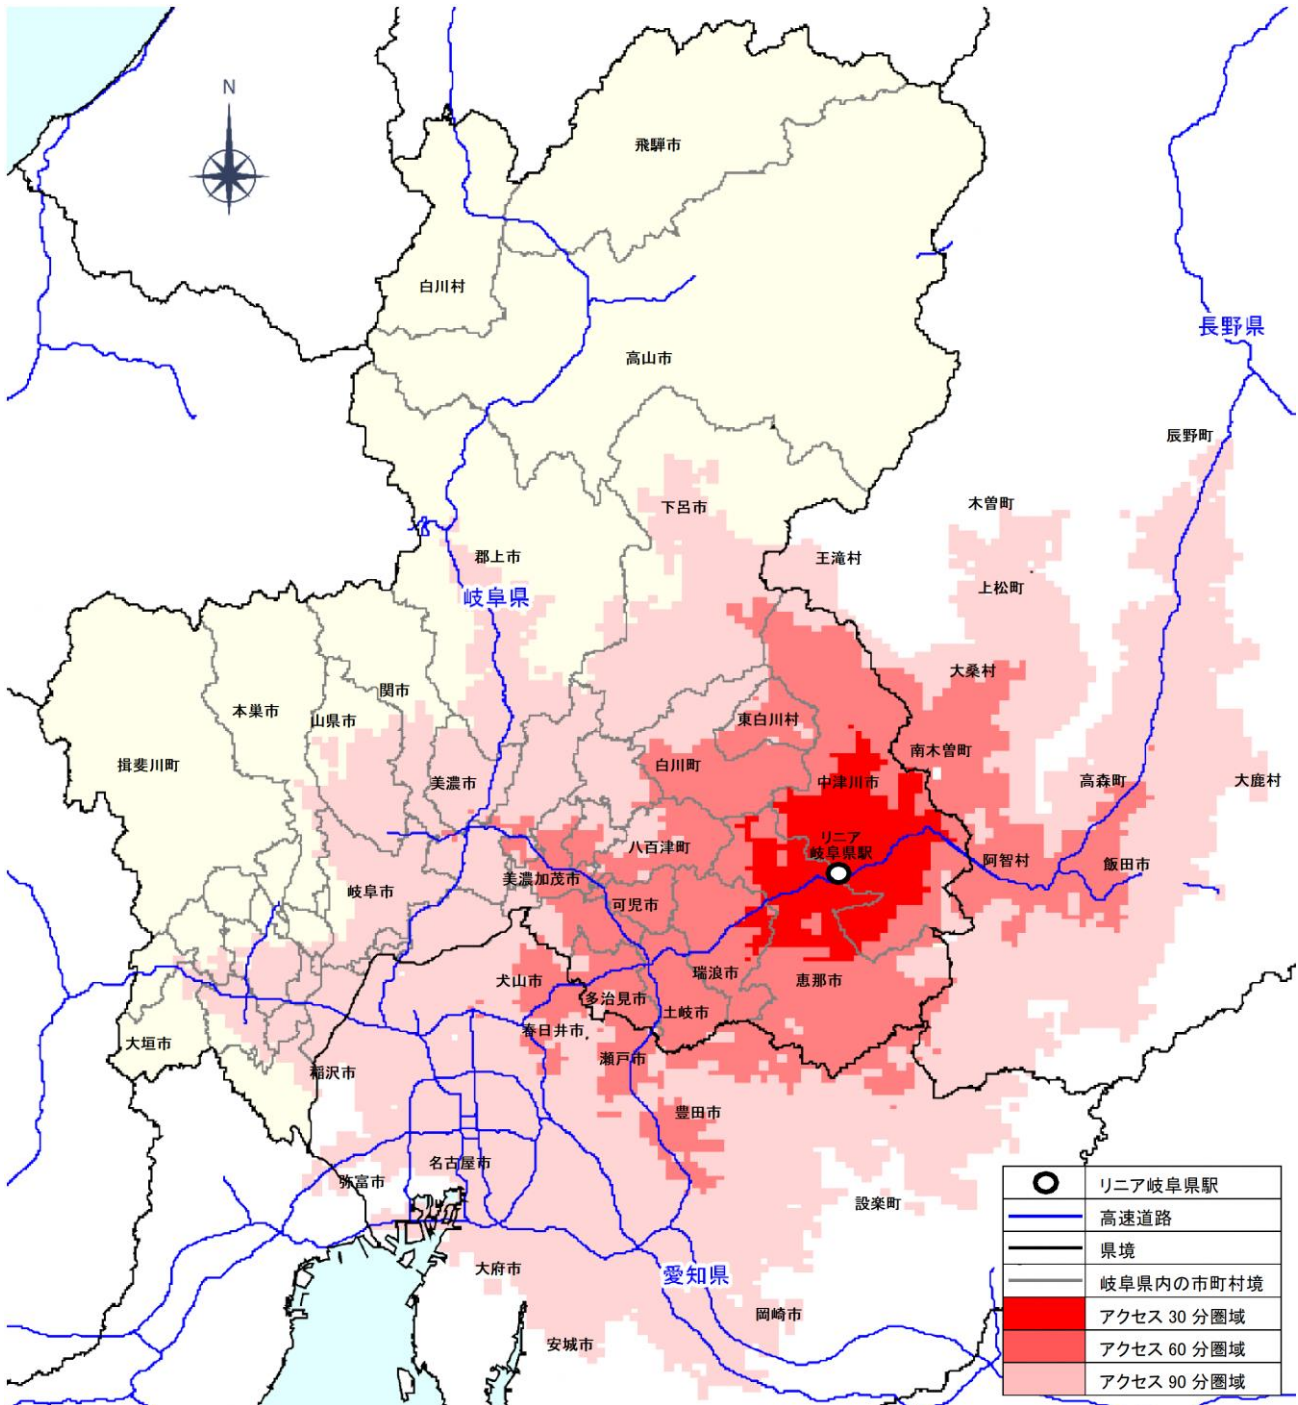 N
飛騨市
白川村
長野県
高山市
辰野町
下呂市
木曽町
郡上市
王滝村
上松町
岐阜県
大桑村
関市
本巣市
山県市
東白川村
南木曽町
揖斐川町
白川町
美濃市
中津川市
高森町
大鹿村
リニア
岐阜県駅
八百津町
阿智村
飯田市
美濃加茂市
岐阜市
可児市
瑞浪市
恵那市
犬山市
多治見市
土岐市
春日井市
大垣市
瀬戸市
稲沢市
豊田市
名古屋市
弥富市
設楽町
大府市
愛知県
岡崎市
安城市
リニア岐阜県駅
高速道路
県境
岐阜県内の市町村境
アクセス 30 分圏域
アクセス 60 分圏域
アクセス 90 分圏域